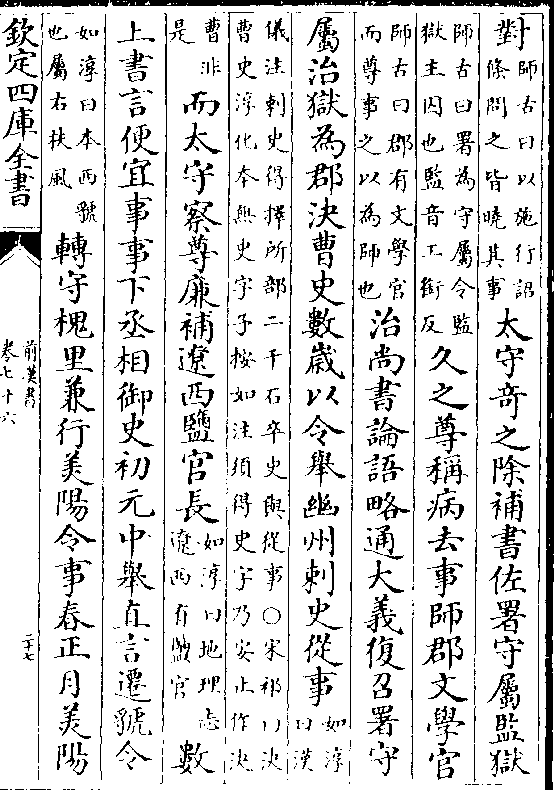 對師古曰以施行詔條問之皆曉其事太守奇之除補書佐署守屬監獄
師古曰署為守屬令監獄主囚也監音工銜反久之尊稱病去事師郡文學官
師古曰郡有文學官而尊事之以為師也治尚書論語略通大義復召署守
屬治獄為郡決曹史數歲以令舉幽州刺史從事如淳曰漢
儀注刺史得擇所部二千石卒史與從事○宋祁曰決曹史淳化本無史字子按如注須得史字乃安止作決
曹非是而太守察尊廉補遼西鹽官長如淳曰地理志遼西有鹽官數
上書言便宜事事下丞相御史初元中舉直言遷虢令
如淳曰本西虢也屬右扶風轉守槐里兼行美陽令事春正月美陽
欽定四庫全書
前漢書
卷七十六
二十七